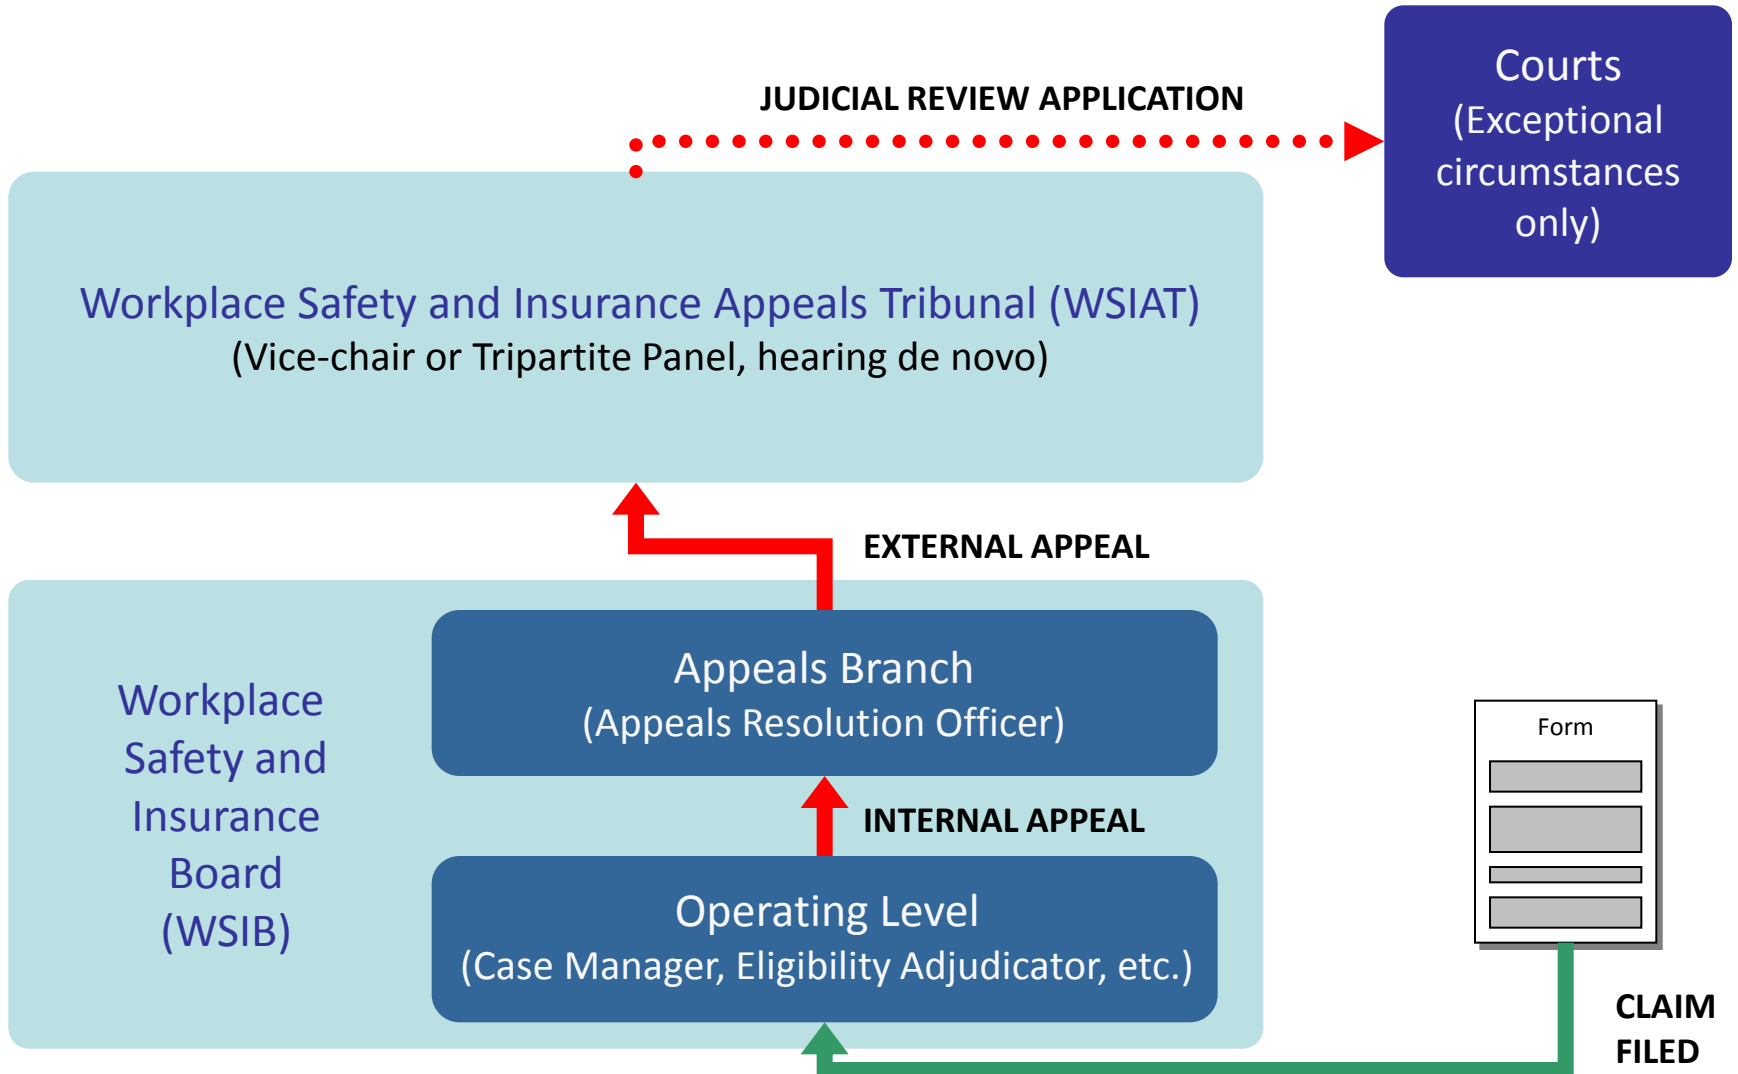 JUDICIAL REVIEW APPLICATION
Courts
(Exceptional
circumstances
only)
Workplace Safety and Insurance Appeals Tribunal (WSIAT)
(Vice-chair or Tripartite Panel, hearing de novo)
EXTERNAL APPEAL
Workplace
Safety and
Insurance
Board
(WSIB)
Appeals Branch
(Appeals Resolution Officer)
INTERNAL APPEAL
Operating Level
(Case Manager, Eligibility Adjudicator, etc.)
Form
CLAIM
FILED